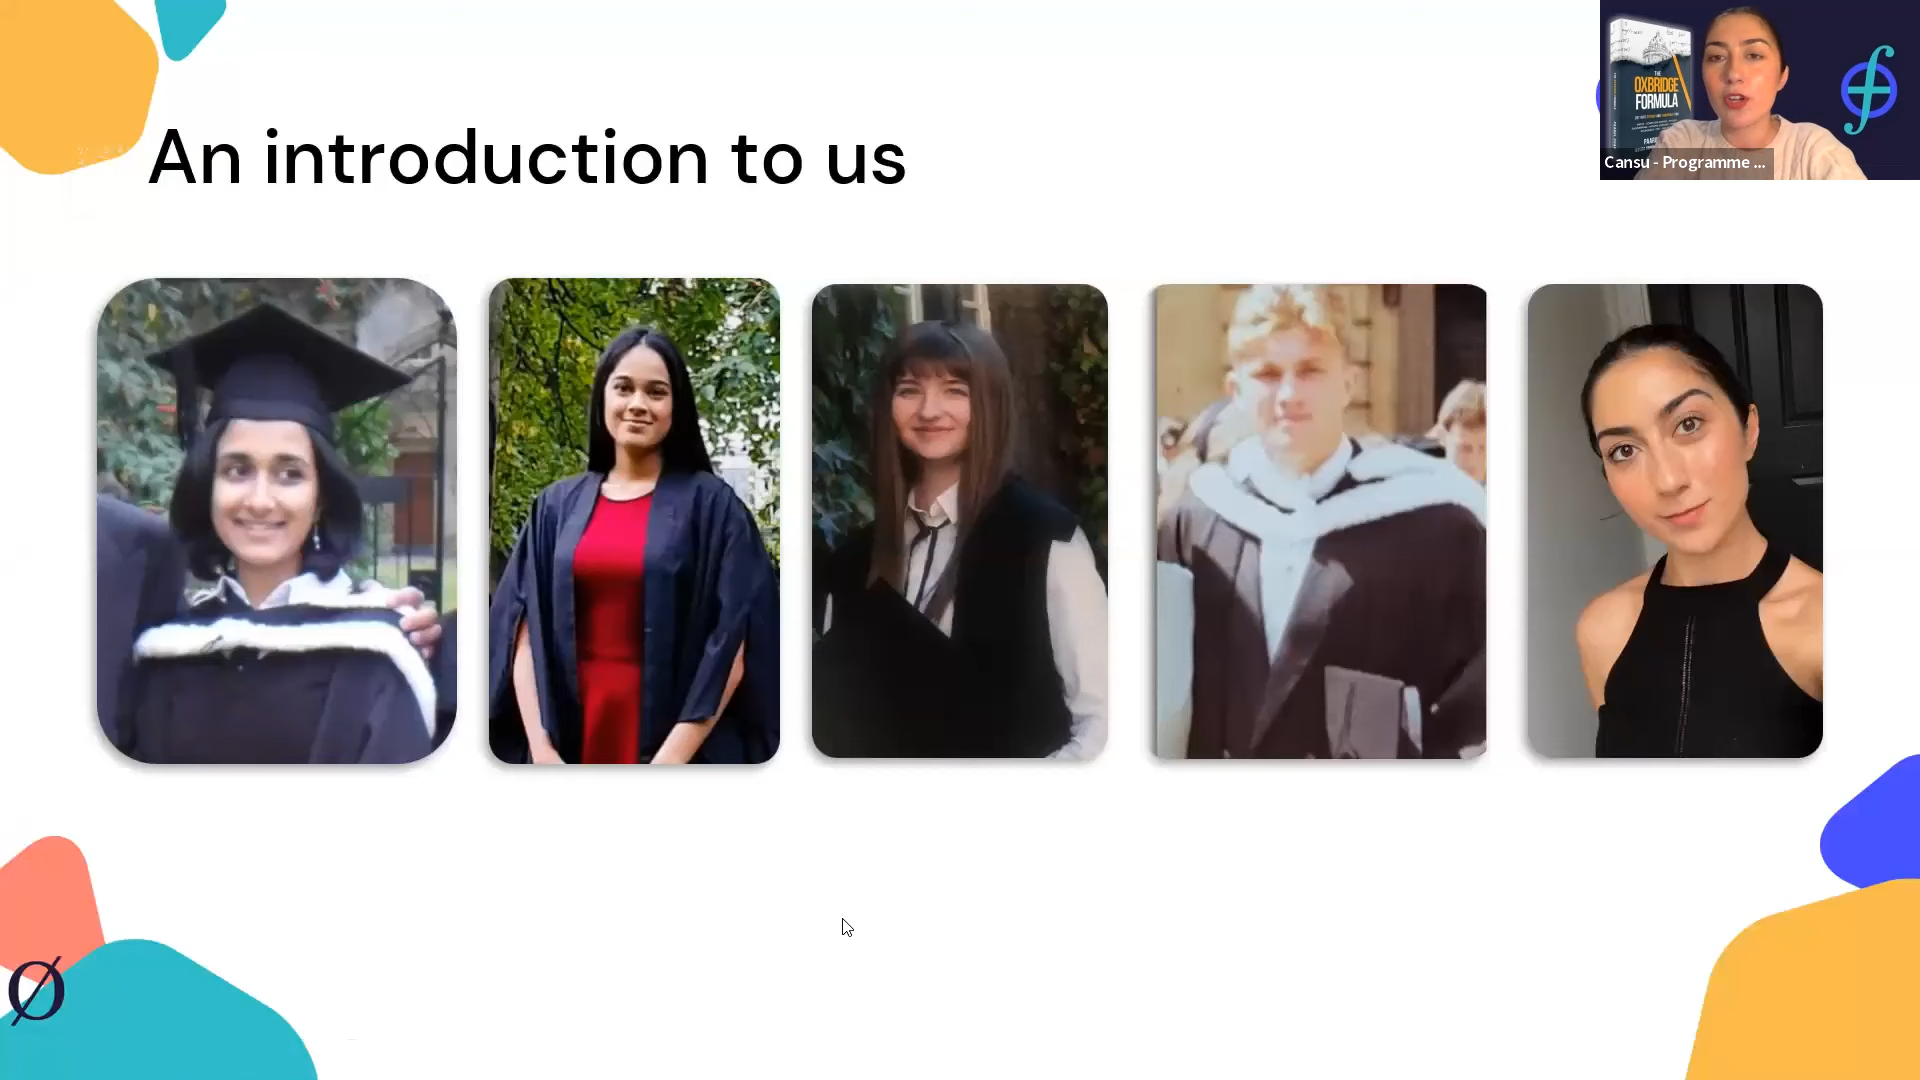 An introduction to us
THE
OXBRIDGE
FORMULA
Cansu - Programme ...
Ø